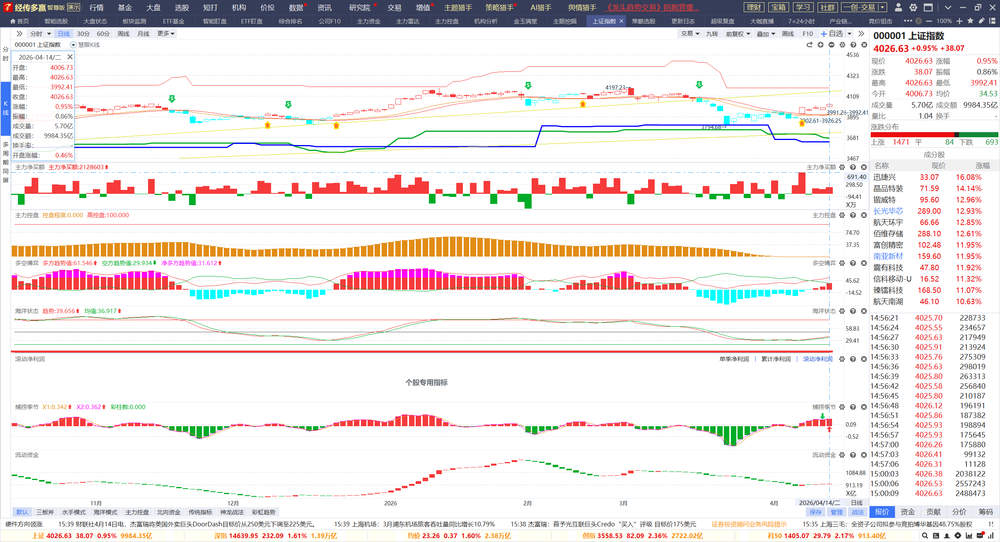 经传多赢 智尊版 演示 行情 基金 大盘 选股 短打 机构 价投 数据 资讯 研究院 交易 增值 主题猎手 策略猎手 AI猎手 舆情猎手 《龙头趋势交易》陪跑营重... 理财 宝箱 学习 社群 一创-交易
首页 智能选股 大盘状态 板块监测 ETF基金 智能盯盘 ETF盯盘 综合排名 公司F10 主力资金 主力雷达 主力控盘 机构分析 金玉满堂 主题挖掘 上证指数 策略选股 更新日志 超级复盘 大咖直播 7×24小时 产业链... 竞价狙击 100%
分时 日线 30分 60分 周线 月线 更多 交易 九转 前复权 叠加 画线 F10 自选
分时
K线
多周期同屏
000001 上证指数 慧眼K线
2026-04-14/二
开盘: 4006.73
最高: 4026.63
最低: 3992.41
收盘: 4026.63
涨幅: 0.95%
振幅: 0.86%
成交量: 5.70亿
成交额: 9984.35亿
换手率: -
开盘涨幅: 0.46%
S S S S
B B B B
4197.23
3794.68
3991.26-3992.41
3902.61-3926.25
4536
4323
4109
3895
3681
3467
主力净买额 主力净买额:2128603 主力净买额
691.40
298.50
-94.41
X万
主力控盘 控盘程度:0.000 高控盘:100.000 主力控盘
74.70
37.35
多空博弈 多方趋势值:61.546 空方趋势值:29.934 净多方趋势值:31.612 多空博弈
45.62
-14.52
海洋状态 趋势:39.656 均值:36.917 海洋状态
58.83
29.41
滚动净利润 单季净利润 累计净利润 滚动净利润
个股专用指标
捕捞季节 X1:0.342 X2:0.362 彩柱数:0.000 捕捞季节
0.09
-0.52
流动资金 流动资金
1084.88
913.19
X亿
11月 12月 2026 2月 3月 4月 2026/04/14/二 日线
默认 三板斧 水手模式 海洋模式 主力控盘 北向资金 传统指标 神龙战法 彩虹趋势 保存 管理 战法
000001 上证指数
4026.63 +0.95% +38.07
现价 4026.63 涨幅 0.95%
涨跌 38.07 振幅 0.86%
最高 4026.63 最低 3992.41
今开 4006.73 均价 34.53
成交量 5.70亿 成交额 9984.35亿
量比 1.04 换手 -
涨跌分布
上涨 1471 平 84 下跌 693
成分股
名称 现价 涨幅
迅捷兴 33.07 16.08%
晶品特装 71.59 14.14%
锴威特 95.60 12.96%
长光华芯 289.00 12.93%
航天环宇 66.66 12.85%
佰维存储 288.10 12.61%
富创精密 102.48 11.95%
南亚新材 159.60 11.95%
震有科技 47.80 11.92%
信科移动-U 16.52 11.32%
臻镭科技 168.50 11.07%
航天南湖 46.10 10.63%
14:56:21 4025.70 228733
14:56:24 4025.55 234657
14:56:27 4025.63 217949
14:56:30 4025.91 213924
14:56:33 4025.76 275309
14:56:36 4025.63 298019
14:56:39 4025.80 263313
14:56:42 4025.58 256840
14:56:45 4025.80 210187
14:56:48 4026.12 196191
14:56:51 4025.86 187382
14:56:54 4025.93 198894
14:56:57 4025.93 175645
14:57:00 4026.26 175880
14:57:03 4026.41 99132
14:57:06 4026.31 11128
15:00:03 4026.38 2038122
15:00:06 4026.53 2557243
15:00:09 4026.63 2488473
报价 资金 贡献 分价 筹码
硬件方向领涨 15:39 财联社4月14日电，杰富瑞将美国外卖巨头DoorDash目标价从250美元下调至225美元。 15:39 上海机场：3月浦东机场旅客吞吐量同比增长10.79% 15:38 杰富瑞：首予光互联巨头Credo“买入”评级 目标价175美元 证券投资顾问业务风险提示 15:35 上海三毛：全资子公司拟参与竞拍博华基因48.75%股权
上证 4026.63 38.07 0.95% 9984.35亿 深指 14639.95 232.09 1.61% 1.39万亿 均价 23.26 0.37 1.60% 2.38万亿 创指 3558.53 82.09 2.36% 2722.02亿 科50 1405.07 29.79 2.17% 913.40亿